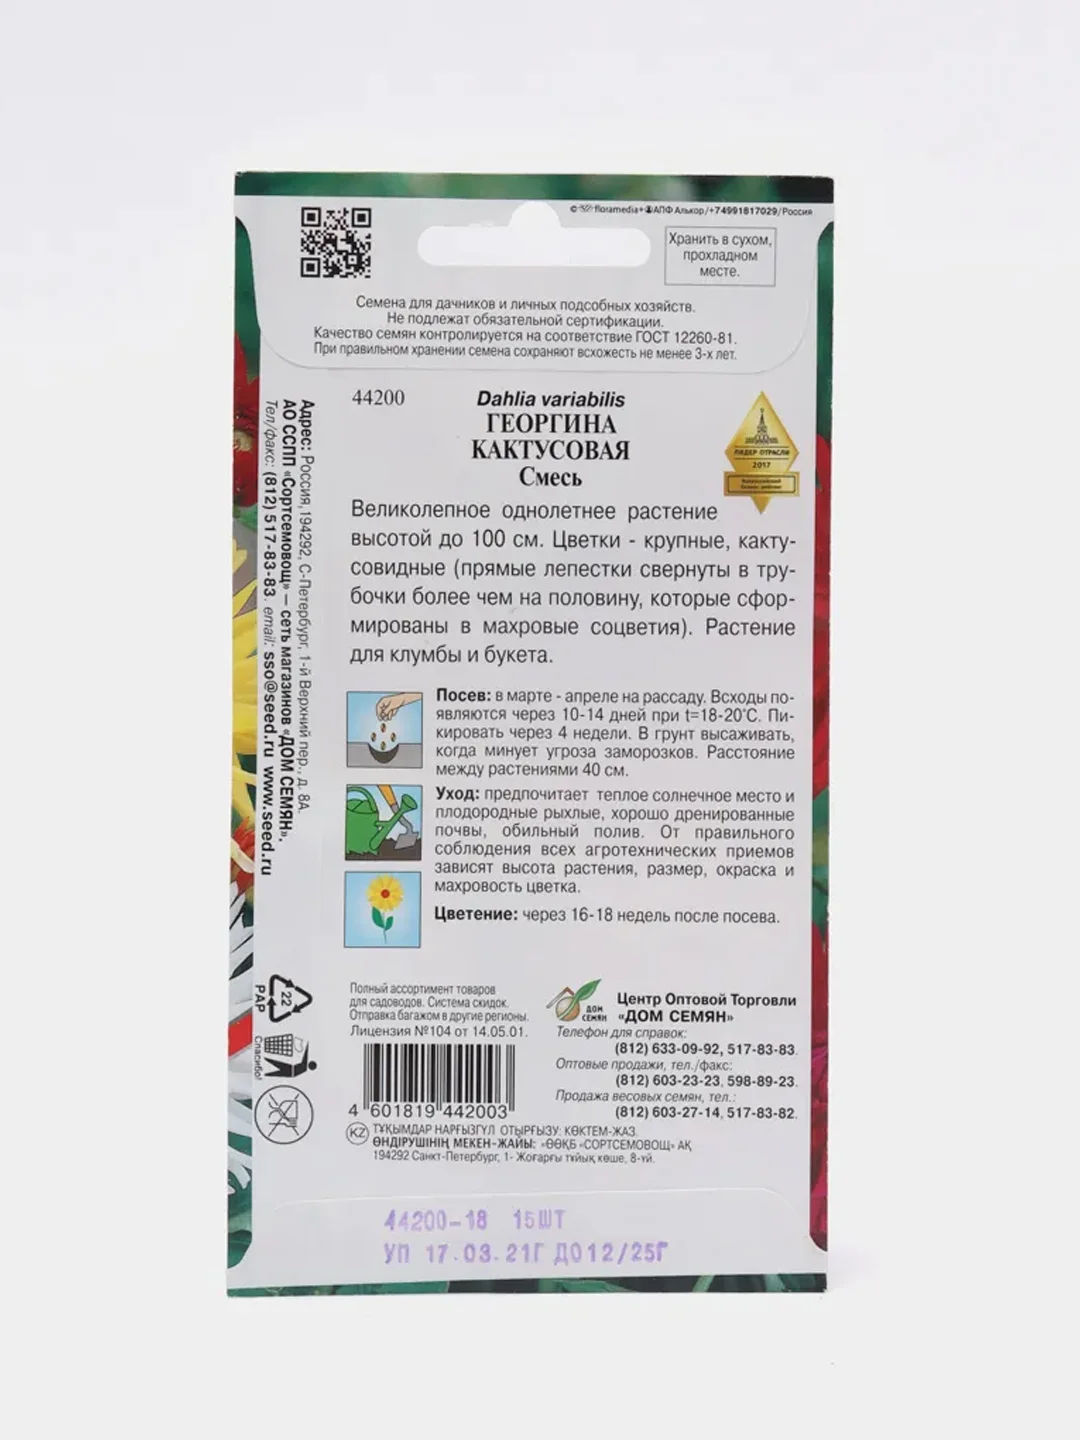 © floramedia+АПФ Алькор/+74991817029/Россия
Хранить в сухом,
прохладном
месте.
Семена для дачников и личных подсобных хозяйств.
Не подлежат обязательной сертификации.
Качество семян контролируется на соответствие ГОСТ 12260-81.
При правильном хранении семена сохраняют всхожесть не менее 3-х лет.
44200
Dahlia variabilis
ГЕОРГИНА
КАКТУСОВАЯ
Смесь
ЛИДЕР ОТРАСЛИ
2017
Великолепное однолетнее растение
высотой до 100 см. Цветки - крупные, какту-
совидные (прямые лепестки свернуты в тру-
бочки более чем на половину, которые сфор-
мированы в махровые соцветия). Растение
для клумбы и букета.
Посев: в марте - апреле на рассаду. Всходы по-
являются через 10-14 дней при t=18-20°С. Пи-
кировать через 4 недели. В грунт высаживать,
когда минует угроза заморозков. Расстояние
между растениями 40 см.
Уход: предпочитает теплое солнечное место и
плодородные рыхлые, хорошо дренированные
почвы, обильный полив. От правильного
соблюдения всех агротехнических приемов
зависят высота растения, размер, окраска и
махровость цветка.
Цветение: через 16-18 недель после посева.
Адрес: Россия, 194292, С-Петербург, 1-й Верхний пер., д. 8А.
АО ССПП «Сортсемовощ» – сеть магазинов «ДОМ СЕМЯН».
Тел/факс: (812) 517-83-83. email: sso@seed.ru www.seed.ru
22
PAP
Спасибо!
Полный ассортимент товаров
для садоводов. Система скидок.
Отправка багажом в другие регионы.
Лицензия №104 от 14.05.01.
ДОМ
СЕМЯН
Центр Оптовой Торговли
«ДОМ СЕМЯН»
Телефон для справок:
(812) 633-09-92, 517-83-83.
Оптовые продажи, тел./факс:
(812) 603-23-23, 598-89-23.
Продажа весовых семян, тел.:
(812) 603-27-14, 517-83-82.
4 601819 442003
KZ ТҰҚЫМДАР НАРҒЫЗГҮЛ ОТЫРҒЫЗУ: КӨКТЕМ-ЖАЗ.
ӨНДІРУШІНІҢ МЕКЕН-ЖАЙЫ: «ӨӨҚБ «СОРТСЕМОВОЩ» АҚ
194292 Санкт-Петербург, 1- Жоғарғы тұйық көше, 8-үй.
44200-18 15ШТ
УП 17.03.21Г ДО12/25Г